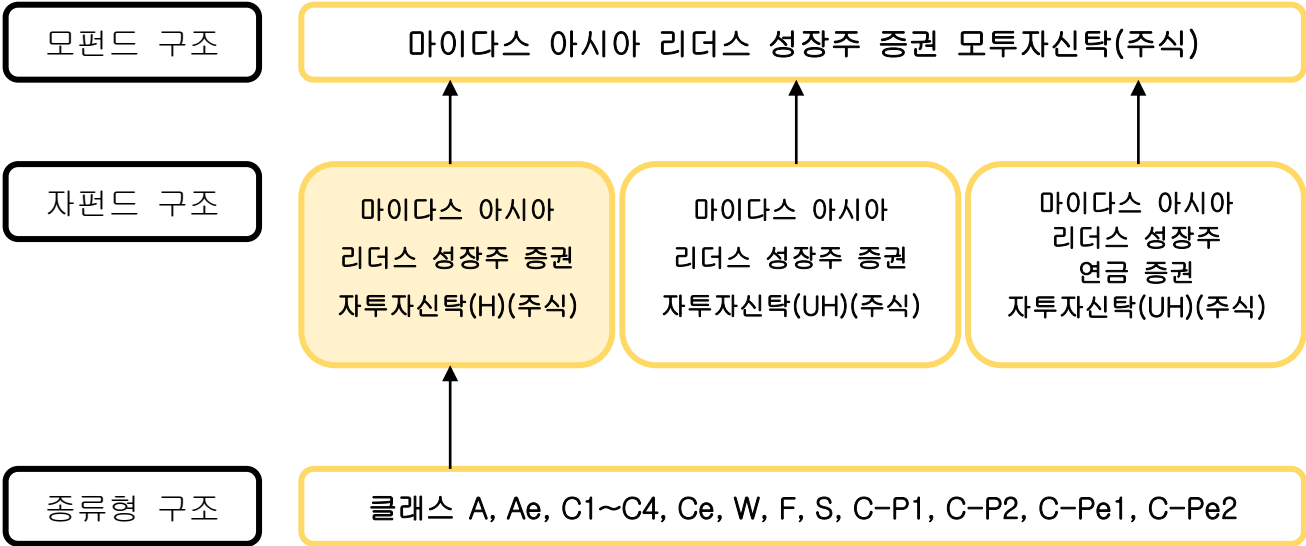 모펀드 구조
마이다스 아시아 리더스 성장주 증권 모투자신탁(주식)
자펀드 구조
마이다스 아시아
리더스 성장주 증권
자투자신탁(H)(주식)
마이다스 아시아
리더스 성장주 증권
자투자신탁(UH)(주식)
마이다스 아시아
리더스 성장주
연금 증권
자투자신탁(UH)(주식)
종류형 구조
클래스 A, Ae, C1~C4, Ce, W, F, S, C-P1, C-P2, C-Pe1, C-Pe2